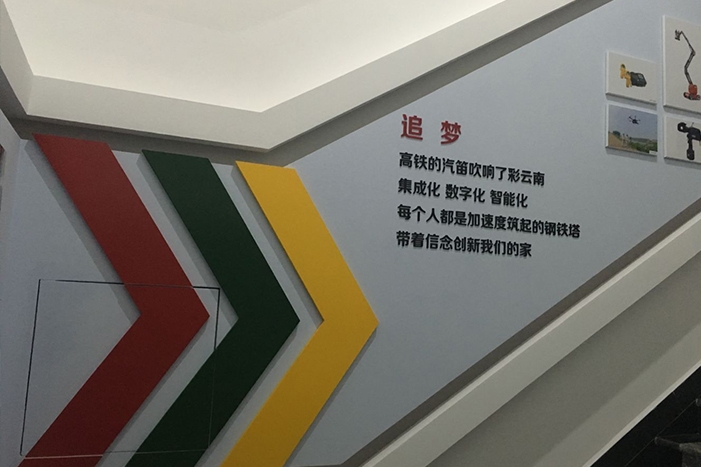 追梦
高铁的汽笛吹响了彩云南
集成化 数字化 智能化
每个人都是加速度筑起的钢铁塔
带着信念创新我们的家